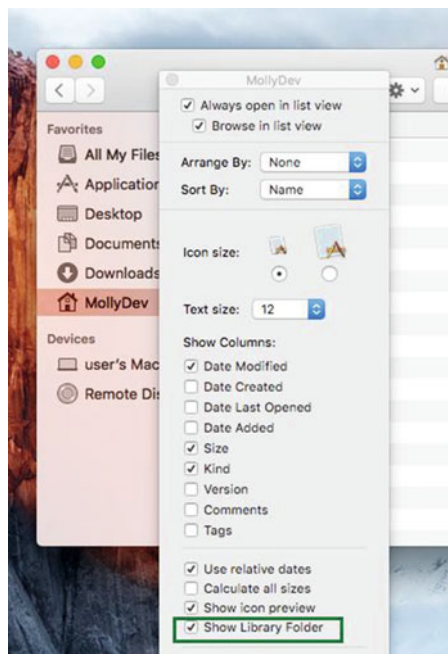 MollyDev
Always open in list view
Browse in list view
Favorites
All My Files
Arrange By: None
Application
Sort By: Name
Desktop
Documents
Icon size:
Downloads
MollyDev
Text size: 12
Devices
Show Columns:
user's Mac
Date Modified
Remote Dis
Date Created
Date Last Opened
Date Added
Size
Kind
Version
Comments
Tags
Use relative dates
Calculate all sizes
Show icon preview
Show Library Folder